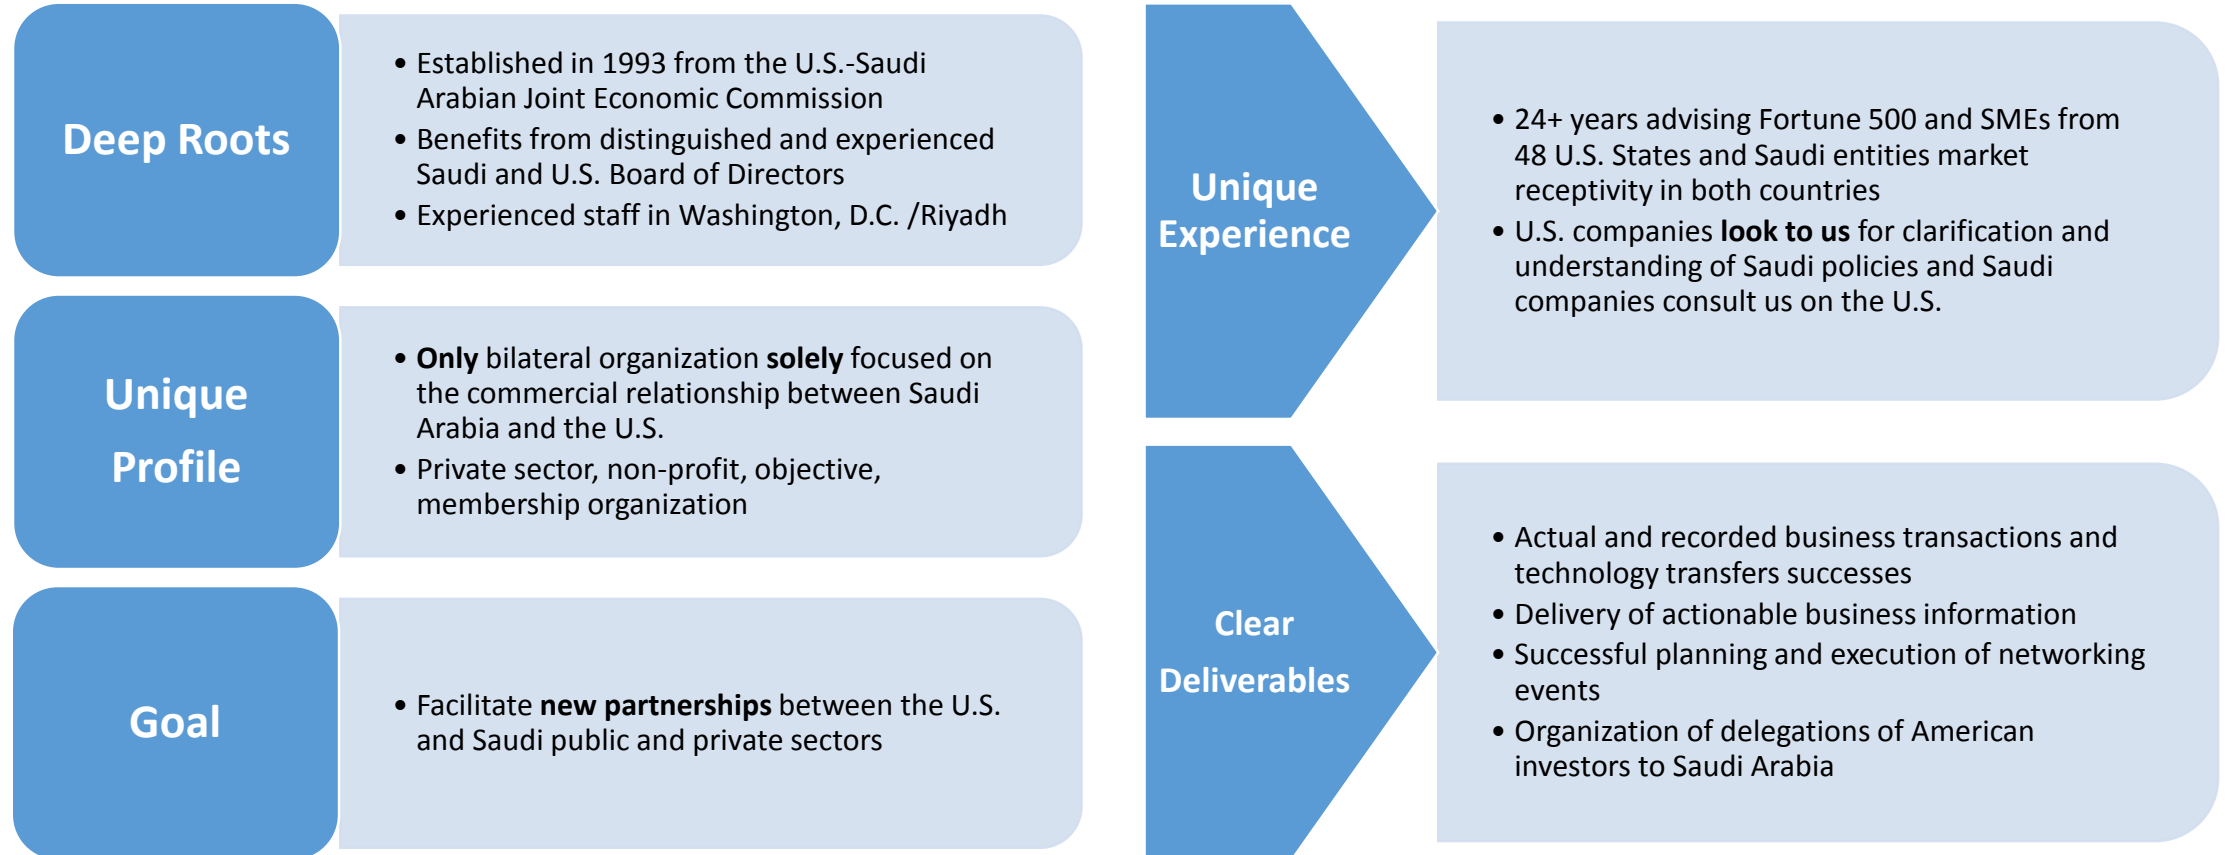 Deep Roots
• Established in 1993 from the U.S.-Saudi
Arabian Joint Economic Commission
• Benefits from distinguished and experienced
Saudi and U.S. Board of Directors
• Experienced staff in Washington, D.C. /Riyadh
Unique
Profile
• Only bilateral organization solely focused on
the commercial relationship between Saudi
Arabia and the U.S.
• Private sector, non-profit, objective,
membership organization
Goal
• Facilitate new partnerships between the U.S.
and Saudi public and private sectors
Unique
Experience
• 24+ years advising Fortune 500 and SMEs from
48 U.S. States and Saudi entities market
receptivity in both countries
• U.S. companies look to us for clarification and
understanding of Saudi policies and Saudi
companies consult us on the U.S.
Clear
Deliverables
• Actual and recorded business transactions and
technology transfers successes
• Delivery of actionable business information
• Successful planning and execution of networking
events
• Organization of delegations of American
investors to Saudi Arabia